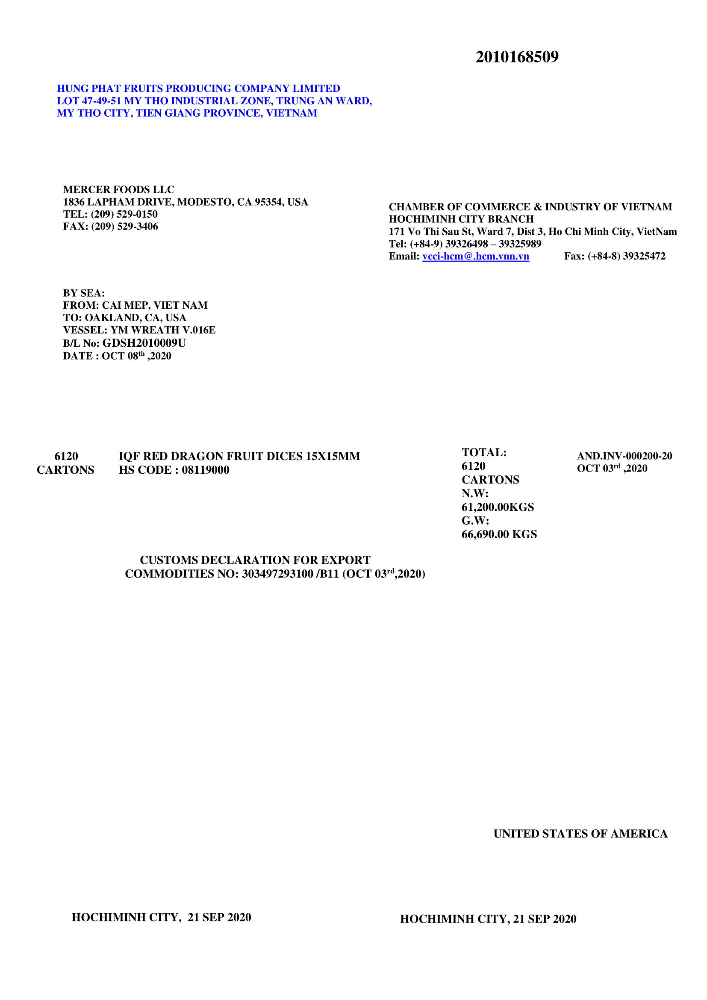 2010168509
HUNG PHAT FRUITS PRODUCING COMPANY LIMITED
LOT 47-49-51 MY THO INDUSTRIAL ZONE, TRUNG AN WARD,
MY THO CITY, TIEN GIANG PROVINCE, VIETNAM
MERCER FOODS LLC
1836 LAPHAM DRIVE, MODESTO, CA 95354, USA
TEL: (209) 529-0150
FAX: (209) 529-3406
CHAMBER OF COMMERCE & INDUSTRY OF VIETNAM
HOCHIMINH CITY BRANCH
171 Vo Thi Sau St, Ward 7, Dist 3, Ho Chi Minh City, VietNam
Tel: (+84-9) 39326498 – 39325989
Email: vcci-hcm@.hcm.vnn.vn Fax: (+84-8) 39325472
BY SEA:
FROM: CAI MEP, VIET NAM
TO: OAKLAND, CA, USA
VESSEL: YM WREATH V.016E
B/L No: GDSH2010009U
DATE : OCT 08th ,2020
6120
CARTONS
IQF RED DRAGON FRUIT DICES 15X15MM
HS CODE : 08119000
TOTAL:
6120
CARTONS
N.W:
61,200.00KGS
G.W:
66,690.00 KGS
AND.INV-000200-20
OCT 03rd ,2020
CUSTOMS DECLARATION FOR EXPORT
COMMODITIES NO: 303497293100 /B11 (OCT 03rd,2020)
UNITED STATES OF AMERICA
HOCHIMINH CITY, 21 SEP 2020
HOCHIMINH CITY, 21 SEP 2020